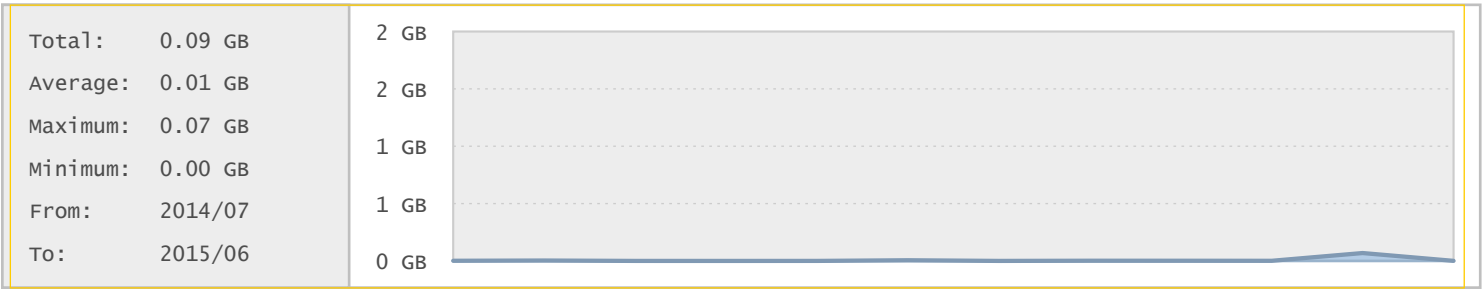 Total: 0.09 GB
Average: 0.01 GB
Maximum: 0.07 GB
Minimum: 0.00 GB
From: 2014/07
To: 2015/06
2 GB
2 GB
1 GB
1 GB
0 GB